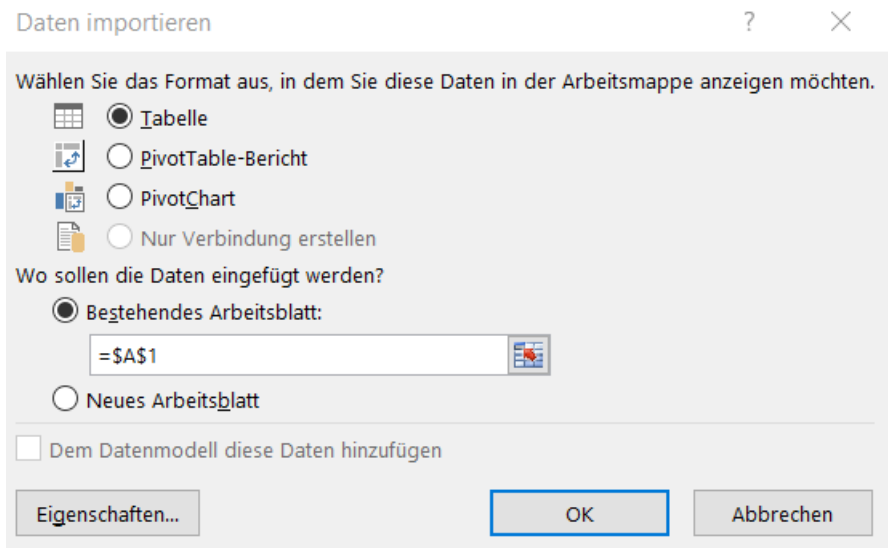 Daten importieren
Wählen Sie das Format aus, in dem Sie diese Daten in der Arbeitsmappe anzeigen möchten.
Tabelle
PivotTable-Bericht
PivotChart
Nur Verbindung erstellen
Wo sollen die Daten eingefügt werden?
Bestehendes Arbeitsblatt:
=$A$1
Neues Arbeitsblatt
Dem Datenmodell diese Daten hinzufügen
Eigenschaften... OK Abbrechen